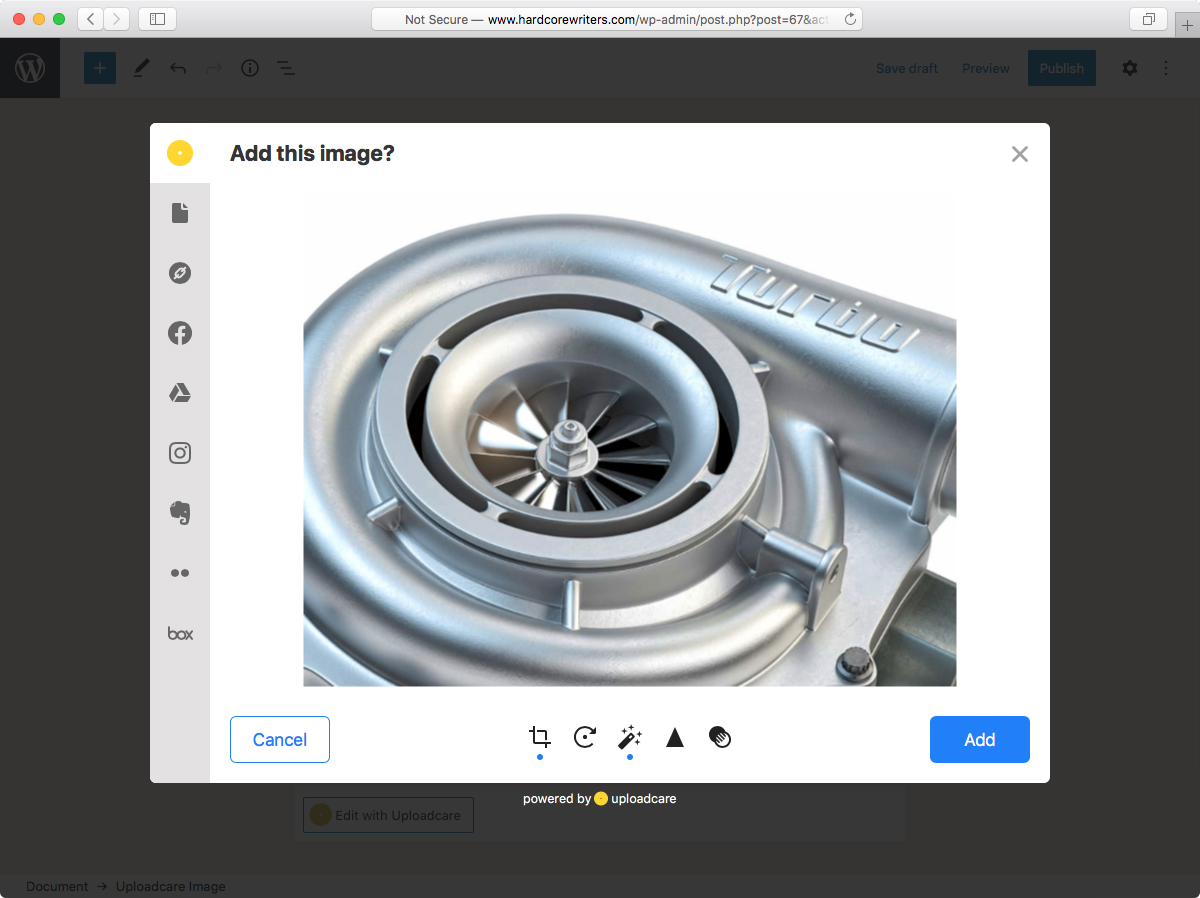 Not Secure — www.hardcorewriters.com/wp-admin/post.php?post=67&act
Save draft
Preview
Publish
Add this image?
Turbo
box
Cancel
Add
powered by uploadcare
Edit with Uploadcare
Document → Uploadcare Image